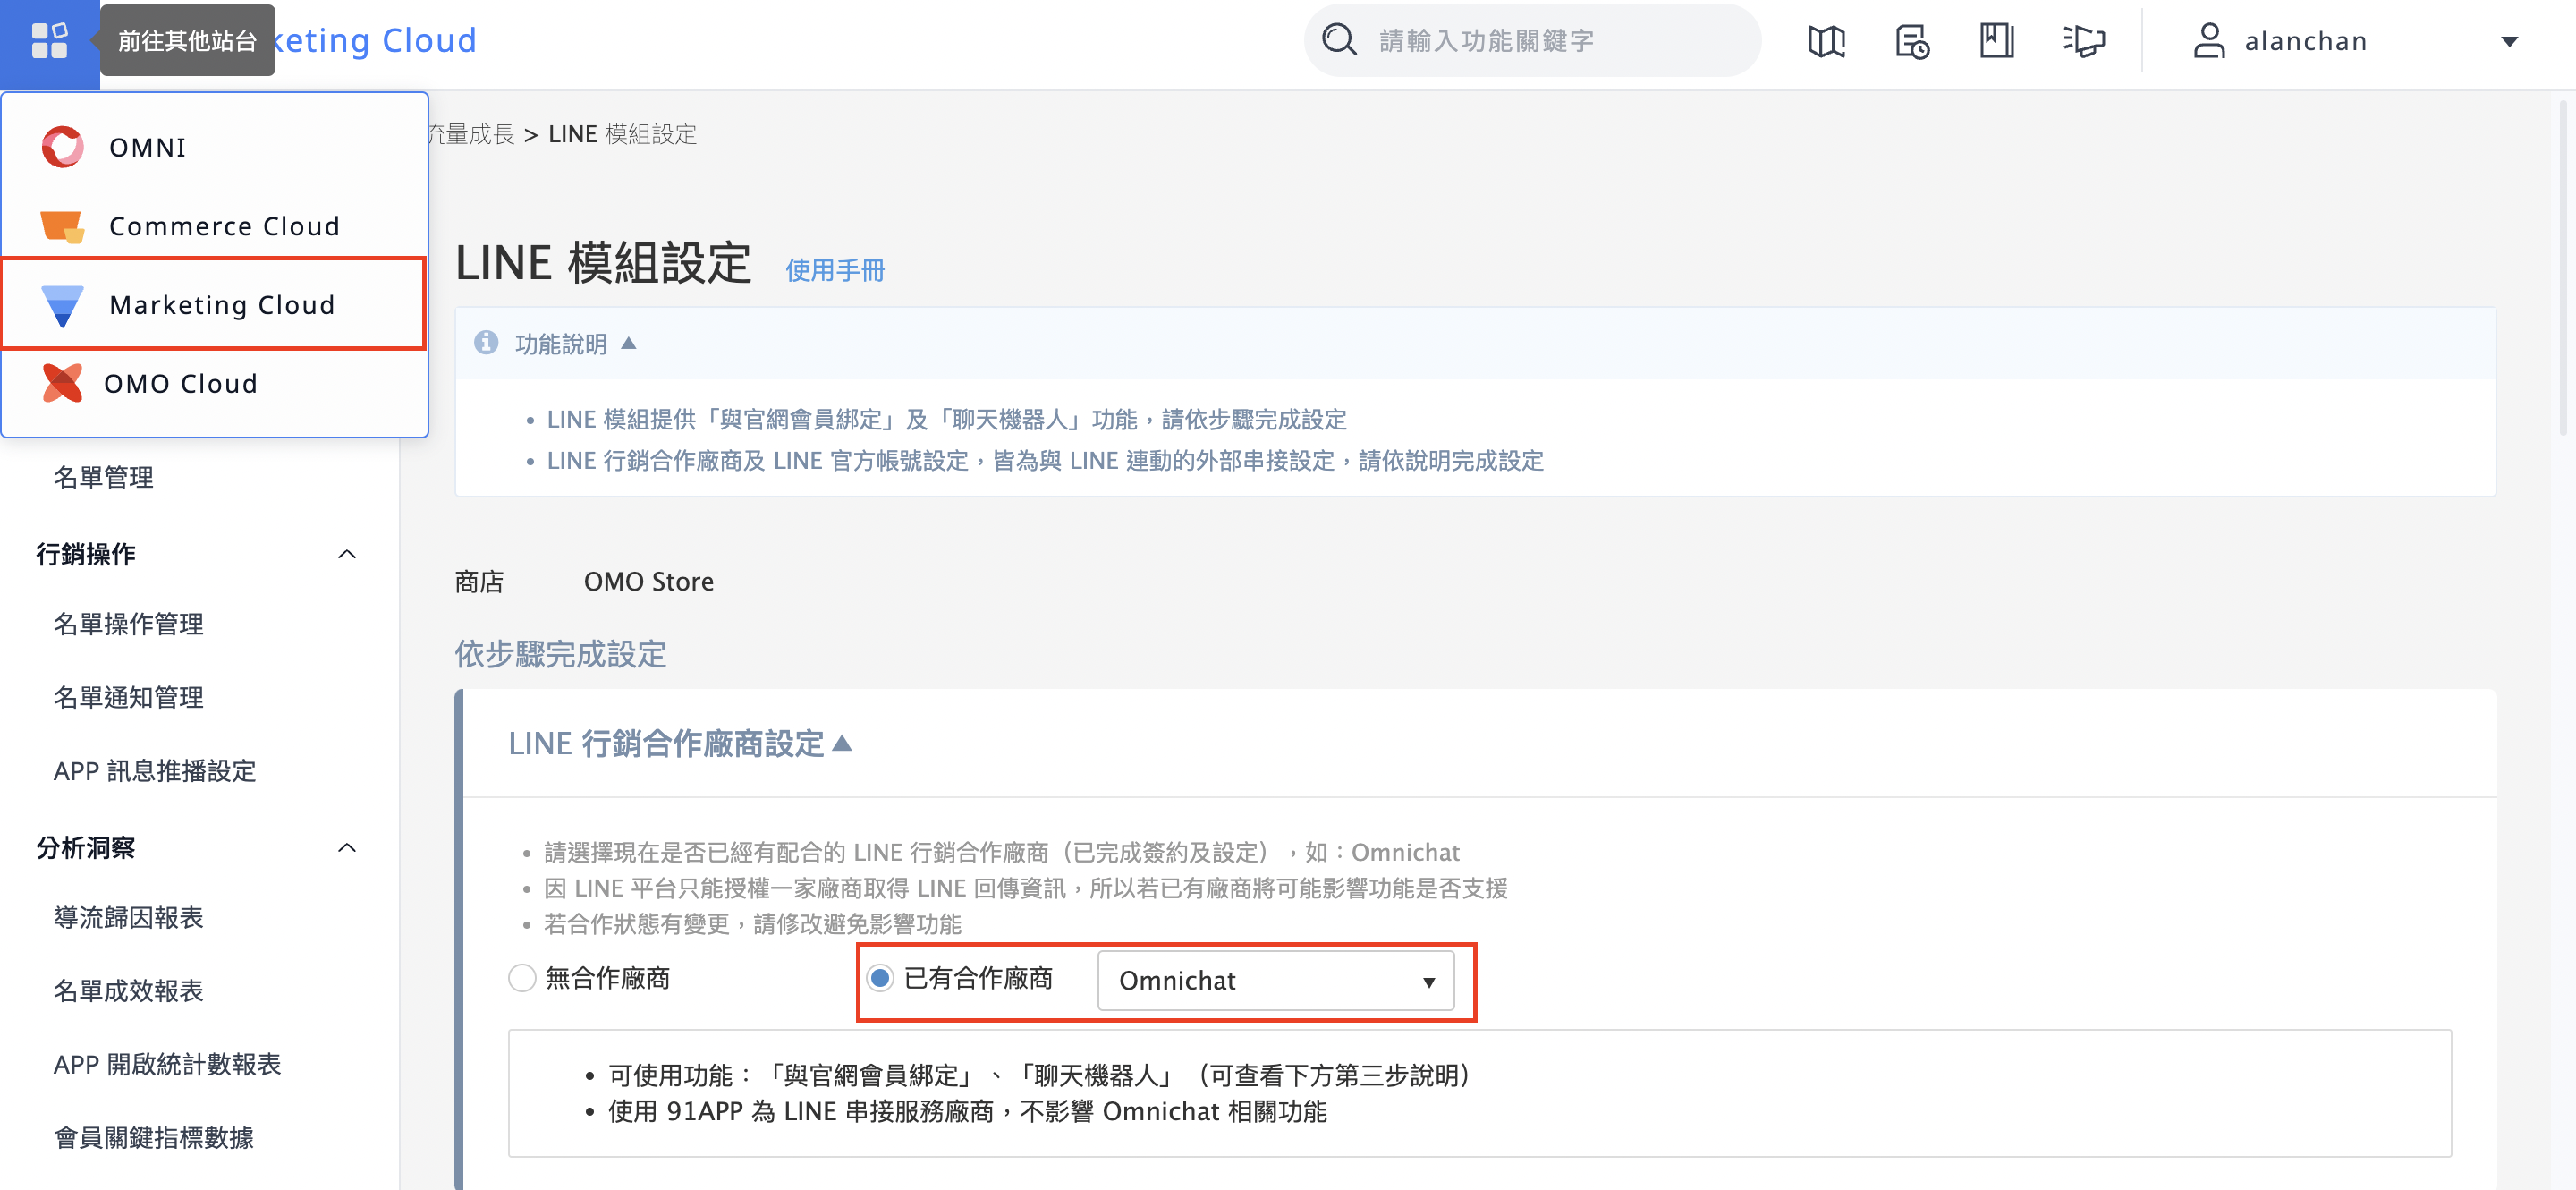 前往其他站台
keting Cloud
請輸入功能關鍵字
alanchan
OMNI
Commerce Cloud
Marketing Cloud
OMO Cloud
名單管理
行銷操作
名單操作管理
名單通知管理
APP 訊息推播設定
分析洞察
導流歸因報表
名單成效報表
APP 開啟統計數報表
會員關鍵指標數據
流量成長 > LINE 模組設定
LINE 模組設定 使用手冊
功能說明 ▲
• LINE 模組提供「與官網會員綁定」及「聊天機器人」功能，請依步驟完成設定
• LINE 行銷合作廠商及 LINE 官方帳號設定，皆為與 LINE 連動的外部串接設定，請依說明完成設定
商店 OMO Store
依步驟完成設定
LINE 行銷合作廠商設定▲
• 請選擇現在是否已經有配合的 LINE 行銷合作廠商（已完成簽約及設定），如：Omnichat
• 因 LINE 平台只能授權一家廠商取得 LINE 回傳資訊，所以若已有廠商將可能影響功能是否支援
• 若合作狀態有變更，請修改避免影響功能
無合作廠商 已有合作廠商 Omnichat
• 可使用功能：「與官網會員綁定」、「聊天機器人」（可查看下方第三步說明）
• 使用 91APP 為 LINE 串接服務廠商，不影響 Omnichat 相關功能